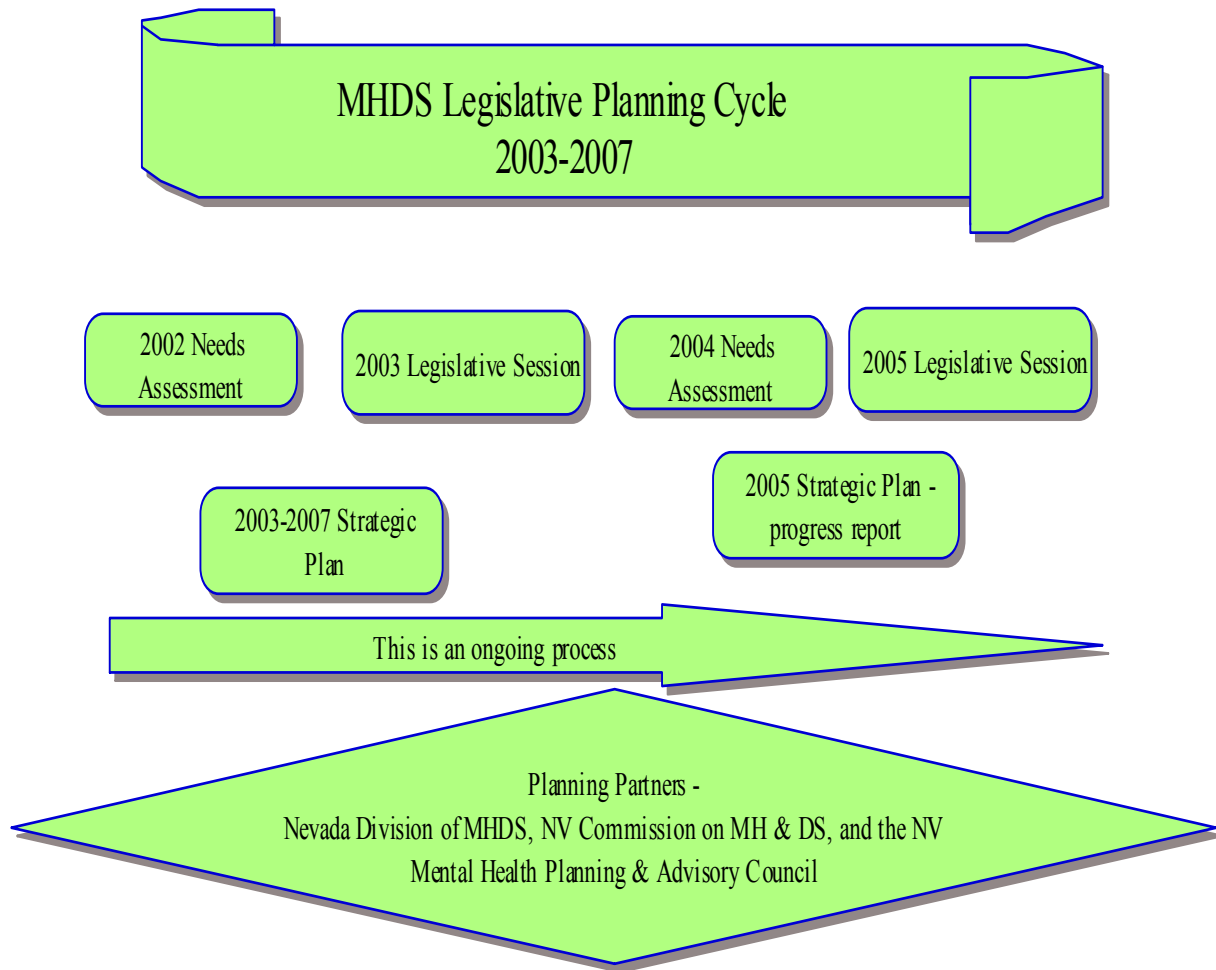 MHDS Legislative Planning Cycle
2003-2007
2002 Needs
Assessment
2003 Legislative Session
2004 Needs
Assessment
2005 Legislative Session
2003-2007 Strategic
Plan
2005 Strategic Plan -
progress report
This is an ongoing process
Planning Partners -
Nevada Division of MHDS, NV Commission on MH & DS, and the NV
Mental Health Planning & Advisory Council